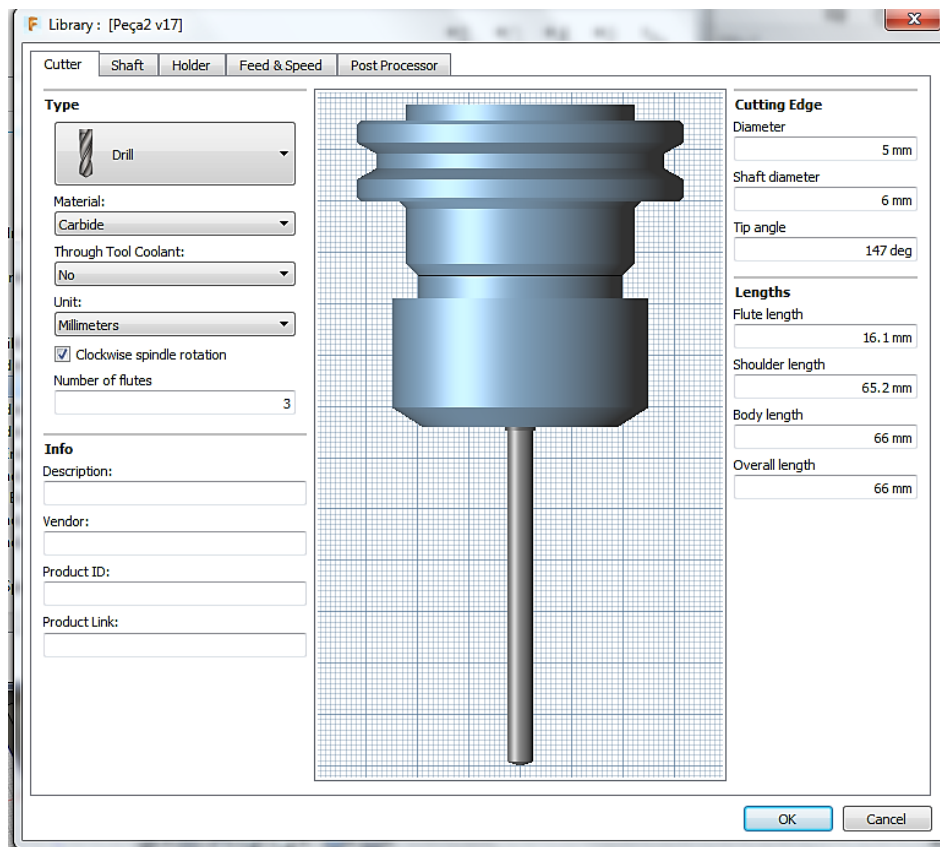 Library : [Peça2 v17]
Cutter Shaft Holder Feed & Speed Post Processor
Type
Drill
Material:
Carbide
Through Tool Coolant:
No
Unit:
Millimeters
Clockwise spindle rotation
Number of flutes
3
Info
Description:
Vendor:
Product ID:
Product Link:
Cutting Edge
Diameter
5 mm
Shaft diameter
6 mm
Tip angle
147 deg
Lengths
Flute length
16.1 mm
Shoulder length
65.2 mm
Body length
66 mm
Overall length
66 mm
OK Cancel